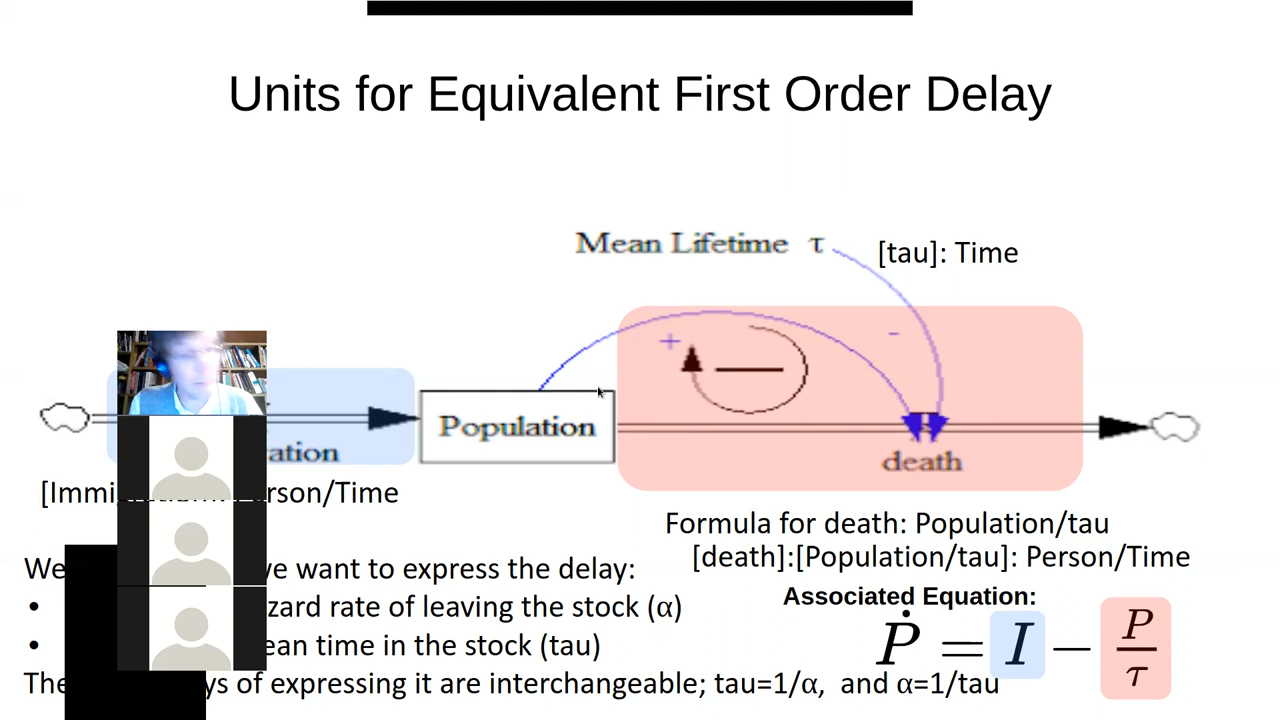 Units for Equivalent First Order Delay
Mean Lifetime τ
[tau]: Time
+
-
Population
death
ation
[Immi rson/Time
Formula for death: Population/tau
[death]:[Population/tau]: Person/Time
We ve want to express the delay:
• zard rate of leaving the stock (α)
• ean time in the stock (tau)
The ys of expressing it are interchangeable; tau=1/α, and α=1/tau
Associated Equation:
Ṗ = I − P/τ